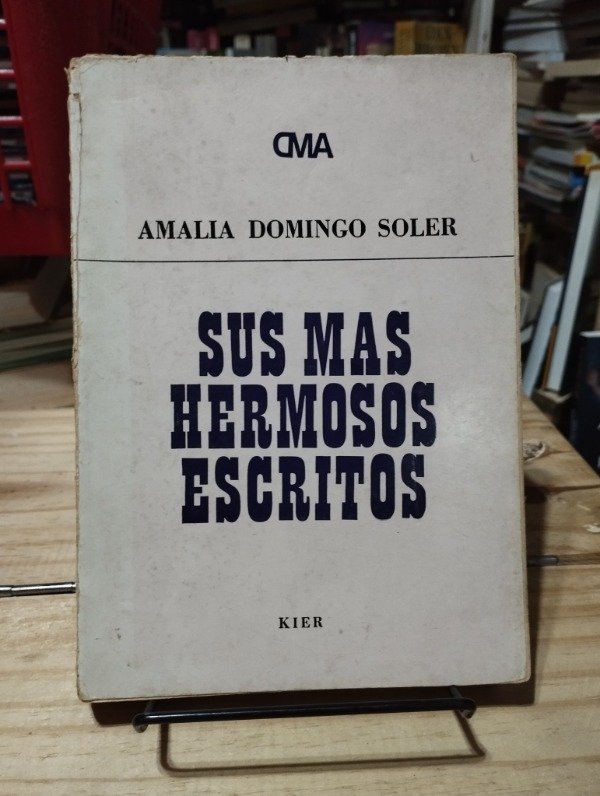 CMA
AMALIA DOMINGO SOLER
SUS MAS
HERMOSOS
ESCRITOS
KIER